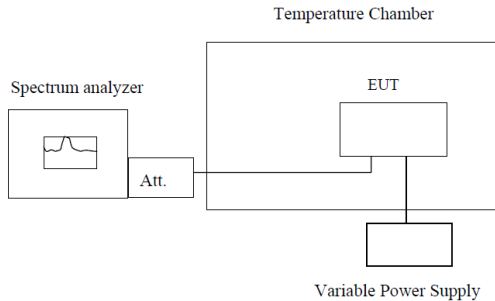 Temperature Chamber
Spectrum analyzer
EUT
Att.
Variable Power Supply